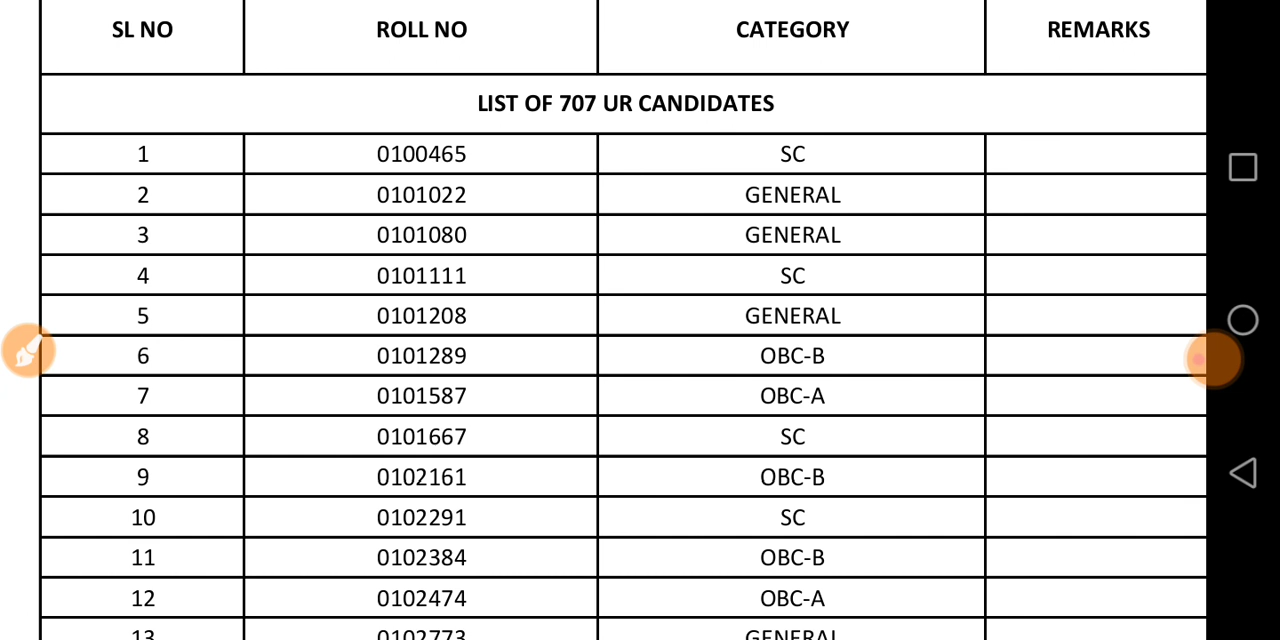 SL NO ROLL NO CATEGORY REMARKS
LIST OF 707 UR CANDIDATES
1 0100465 SC
2 0101022 GENERAL
3 0101080 GENERAL
4 0101111 SC
5 0101208 GENERAL
6 0101289 OBC-B
7 0101587 OBC-A
8 0101667 SC
9 0102161 OBC-B
10 0102291 SC
11 0102384 OBC-B
12 0102474 OBC-A
13 0102773 GENERAL